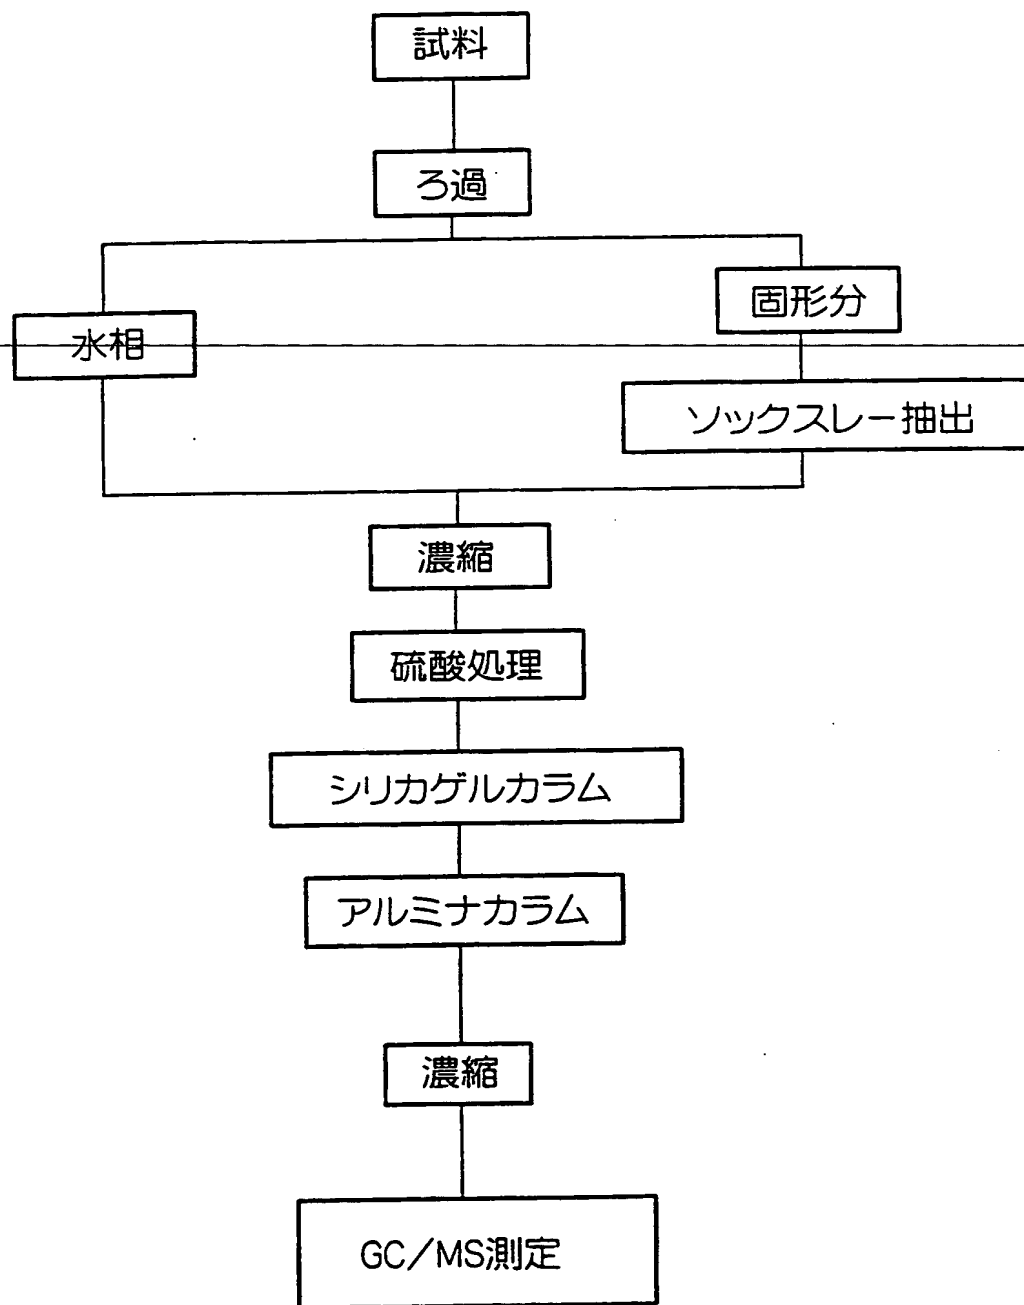 試料
ろ過
固形分
水相
ソックスレー抽出
濃縮
硫酸処理
シリカゲルカラム
アルミナカラム
濃縮
GC/MS測定